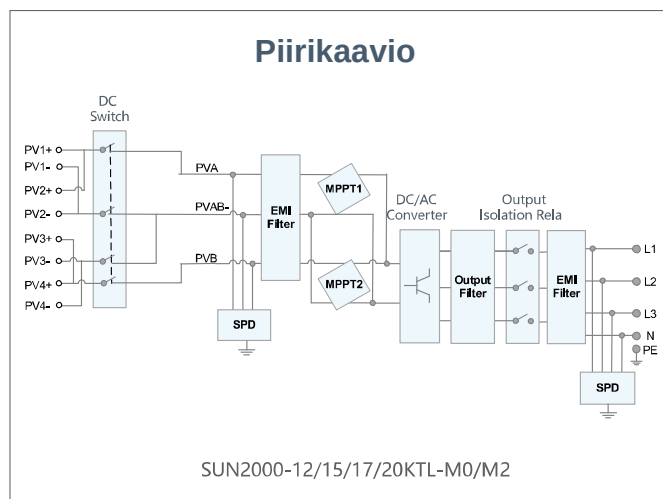 Piirikaavio
DC
Switch
PV1+
PV1-
PV2+
PV2-
PV3+
PV3-
PV4+
PV4-
PVA
PVAB-
PVB
SPD
EMI
Filter
MPPT1
MPPT2
DC/AC
Converter
Output
Filter
Output
Isolation Rela
EMI
Filter
L1
L2
L3
N
PE
SPD
SUN2000-12/15/17/20KTL-M0/M2